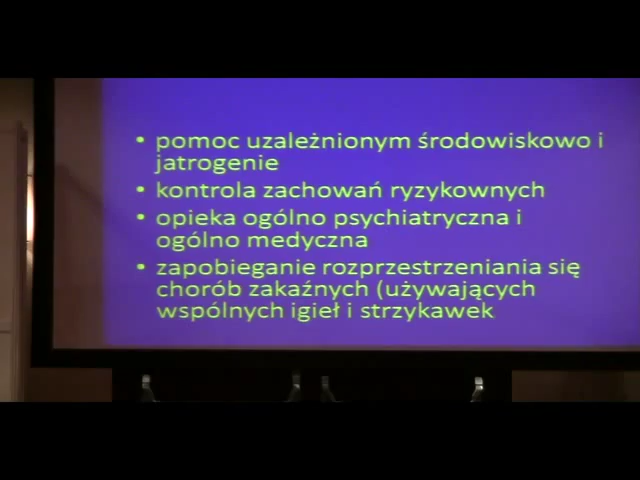 • pomoc uzależnionym środowiskowo i
jatrogenie
• kontrola zachowań ryzykownych
• opieka ogólno psychiatryczna i
ogólno medyczna
• zapobieganie rozprzestrzeniania się
chorób zakaźnych (używających
wspólnych igieł i strzykawek